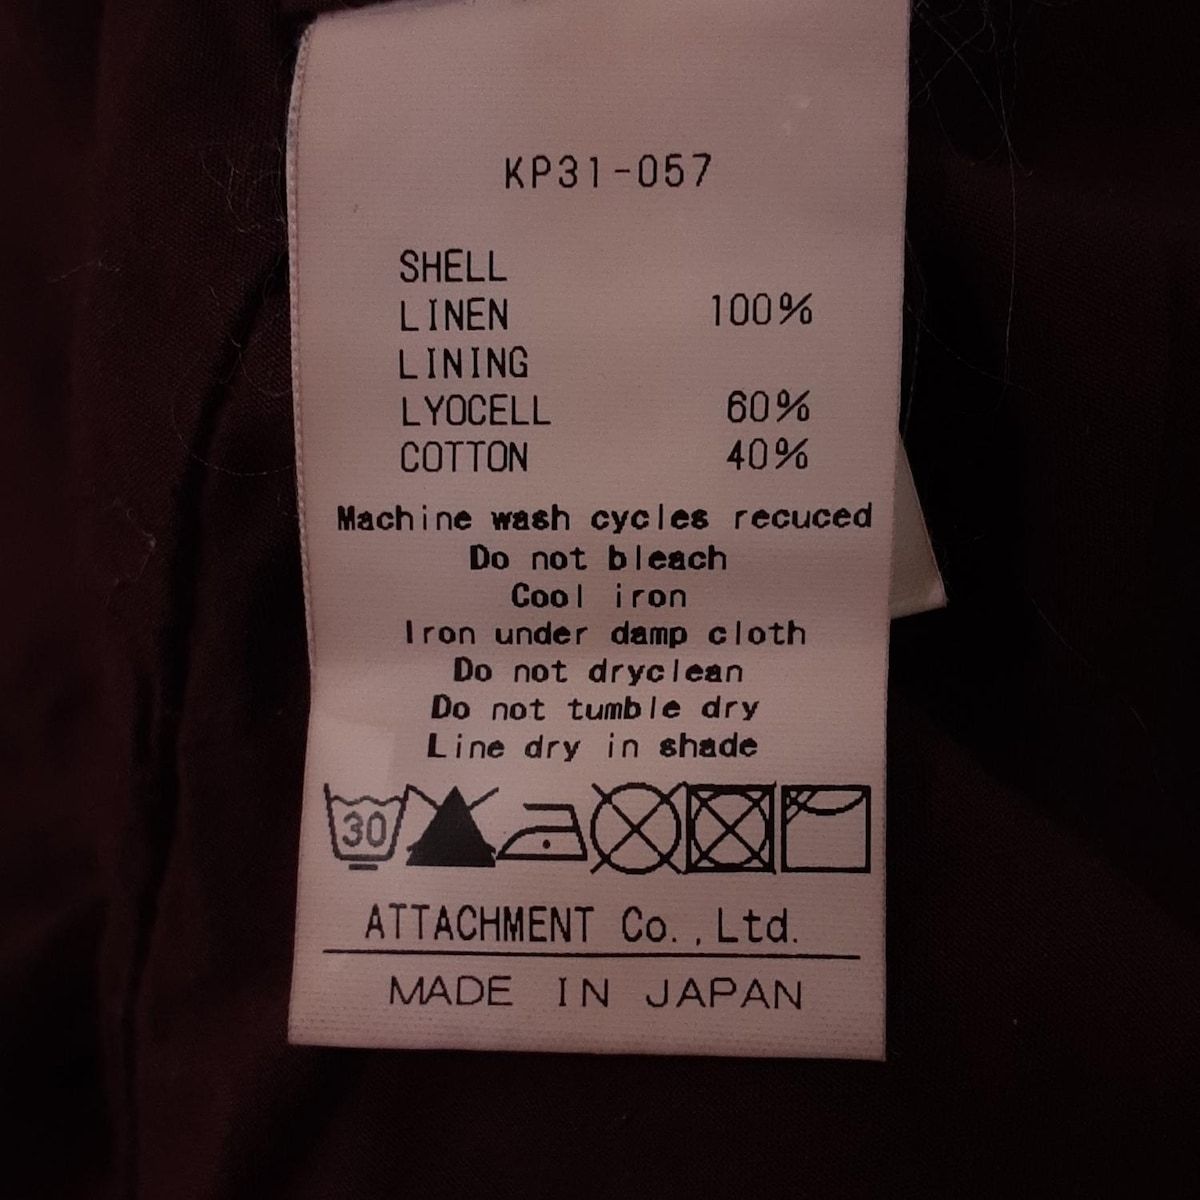 KP31-057
SHELL
LINEN 100%
LINING
LYOCELL 60%
COTTON 40%
Machine wash cycles recuced
Do not bleach
Cool iron
Iron under damp cloth
Do not dryclean
Do not tumble dry
Line dry in shade
30
ATTACHMENT Co.,Ltd.
MADE IN JAPAN